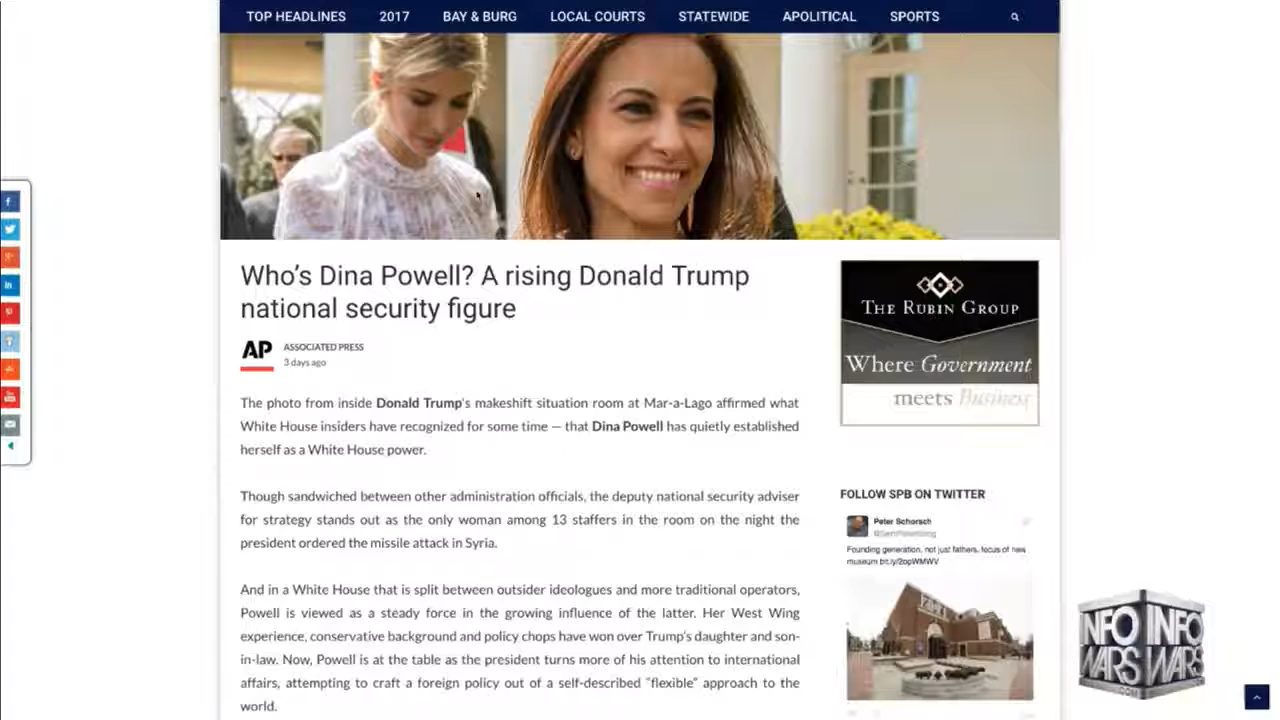 TOP HEADLINES 2017 BAY & BURG LOCAL COURTS STATEWIDE APOLITICAL SPORTS
Who's Dina Powell? A rising Donald Trump
national security figure
AP
ASSOCIATED PRESS
3 days ago
The photo from inside Donald Trump's makeshift situation room at Mar-a-Lago affirmed what
White House insiders have recognized for some time — that Dina Powell has quietly established
herself as a White House power.
Though sandwiched between other administration officials, the deputy national security adviser
for strategy stands out as the only woman among 13 staffers in the room on the night the
president ordered the missile attack in Syria.
And in a White House that is split between outsider ideologues and more traditional operators,
Powell is viewed as a steady force in the growing influence of the latter. Her West Wing
experience, conservative background and policy chops have won over Trump's daughter and son-
in-law. Now, Powell is at the table as the president turns more of his attention to international
affairs, attempting to craft a foreign policy out of a self-described "flexible" approach to the
world.
THE RUBIN GROUP
Where Government
meets Business
FOLLOW SPB ON TWITTER
Peter Schorsch
Founding generation, not just fathers, focus of new
museum bit.ly/2opWMWV
INFO INFO
WARS WARS
.COM